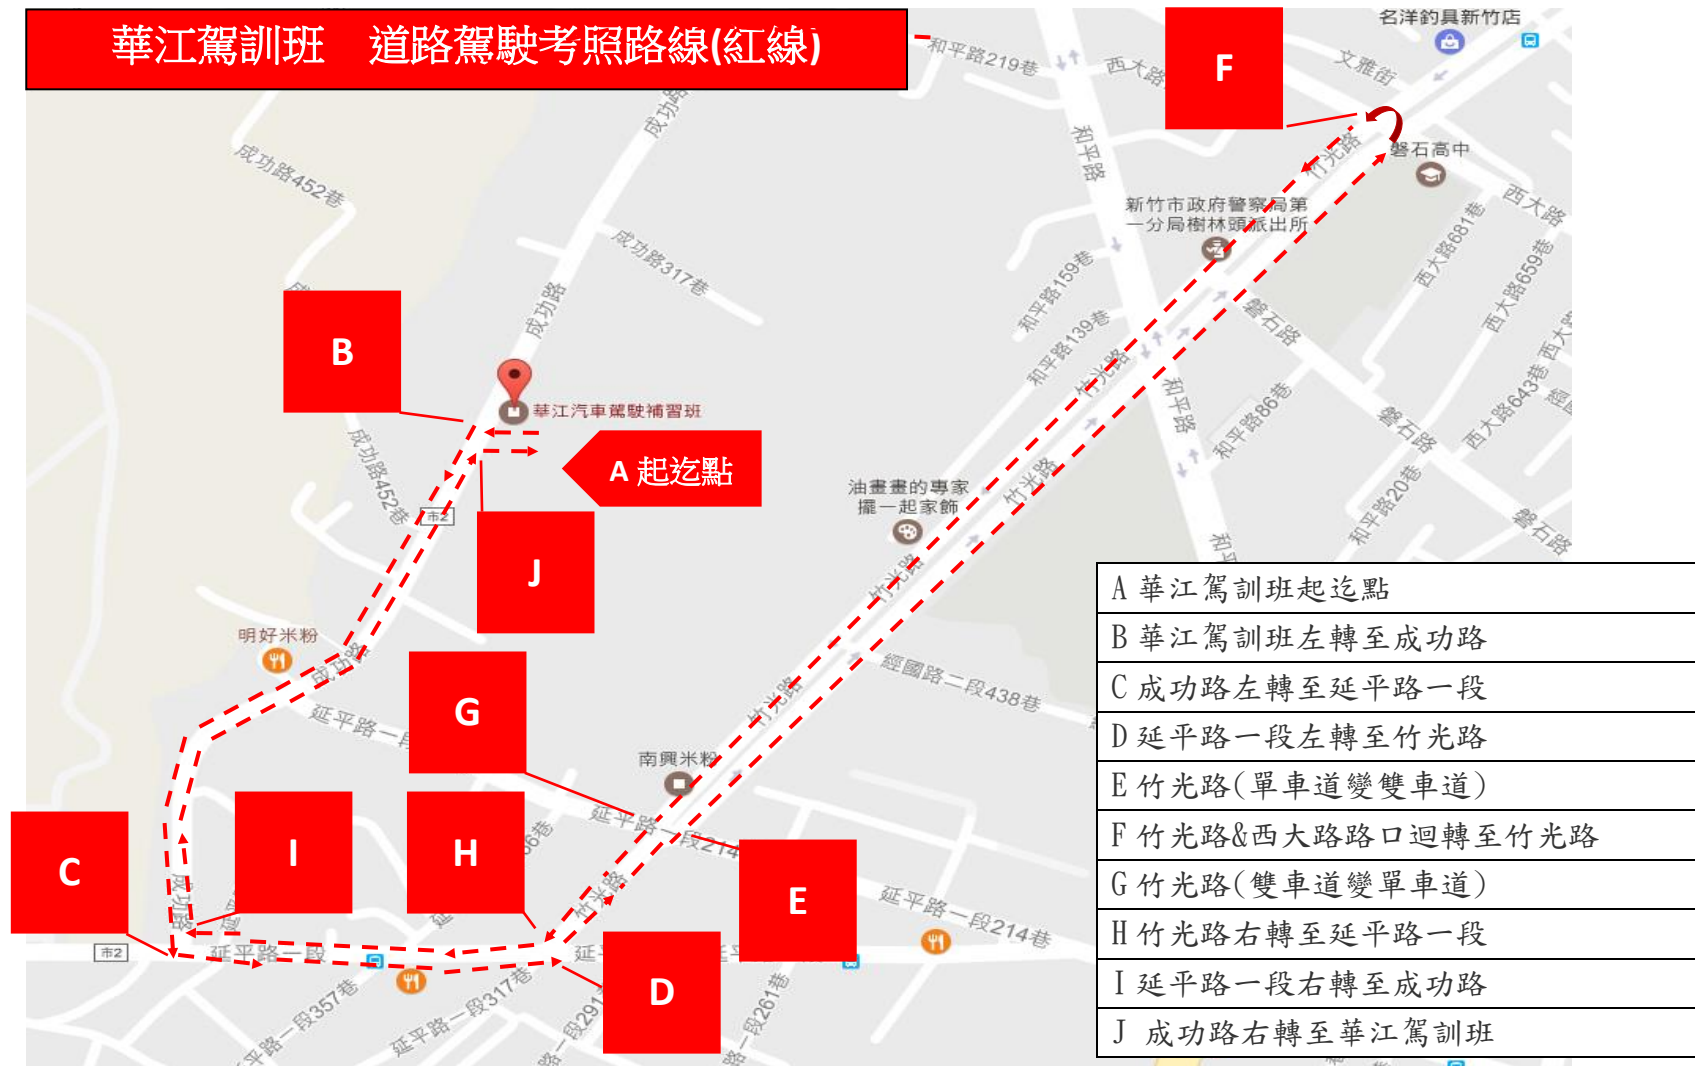 華江駕訓班　道路駕駛考照路線(紅線)
名洋釣具新竹店
和平路219巷
西大路
F
文雅街
成功路
和平路
竹光路
磐石高中
成功路452巷
西大路
新竹市政府警察局第
一分局樹林頭派出所
西大路681巷
西大路659巷
成功路317巷
和平路159巷
成功路
磐石路
B
和平路139巷
竹光路
西大路643巷
和平路
和平路86巷
華江汽車駕駛補習班
磐石路
成功路452巷
A 起迄點
竹光路
油畫畫的專家
擺一起家飾
和平路20巷
磐石路
市2
J
竹光路
明好米粉
成功路
經國路二段438巷
G
竹光路
延平路一段
南興米粉
延平路一段214
I
H
C
E
成功路
竹光路
延平路一段214巷
市2
延平路一段
D
延平路一段357巷
延平路一段317巷
A 華江駕訓班起迄點
B 華江駕訓班左轉至成功路
C 成功路左轉至延平路一段
D 延平路一段左轉至竹光路
E 竹光路(單車道變雙車道)
F 竹光路&西大路路口迴轉至竹光路
G 竹光路(雙車道變單車道)
H 竹光路右轉至延平路一段
I 延平路一段右轉至成功路
J 成功路右轉至華江駕訓班